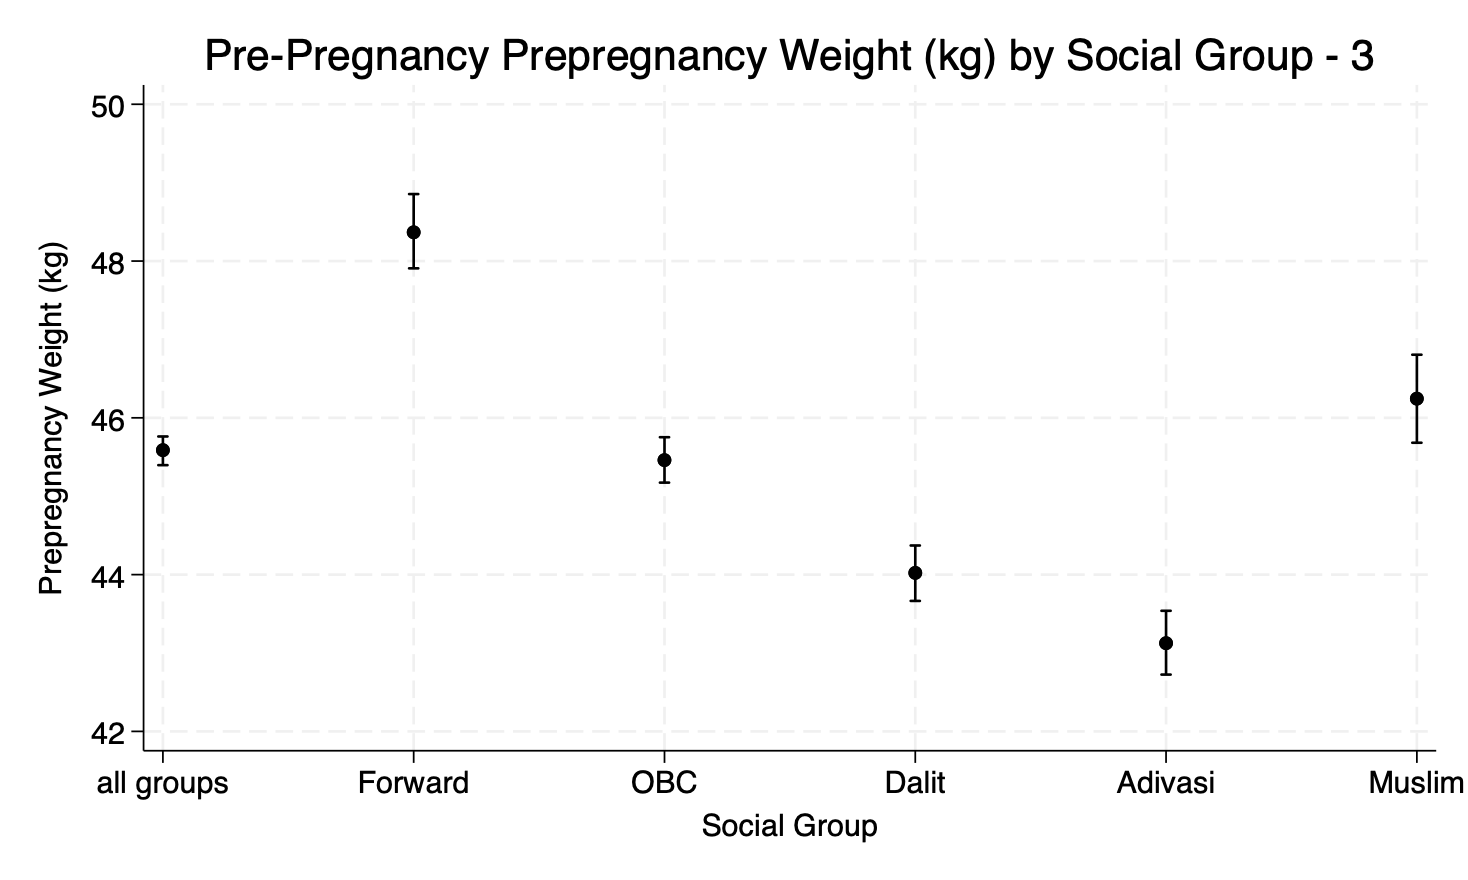 Pre-Pregnancy Prepregnancy Weight (kg) by Social Group - 3
Prepregnancy Weight (kg)
50
48
46
44
42
all groups Forward OBC Dalit Adivasi Muslim
Social Group